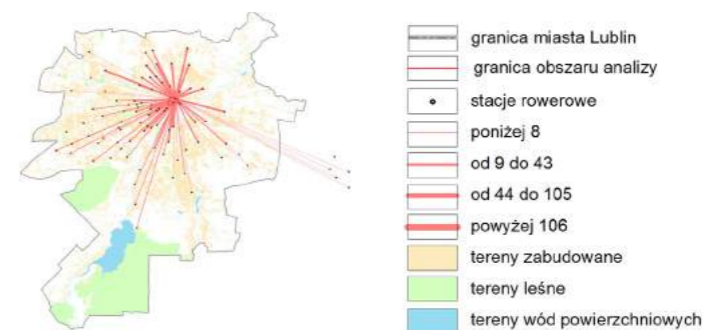 granica miasta Lublin
granica obszaru analizy
stacje rowerowe
poniżej 8
od 9 do 43
od 44 do 105
powyżej 106
tereny zabudowane
tereny leśne
tereny wód powierzchniowych